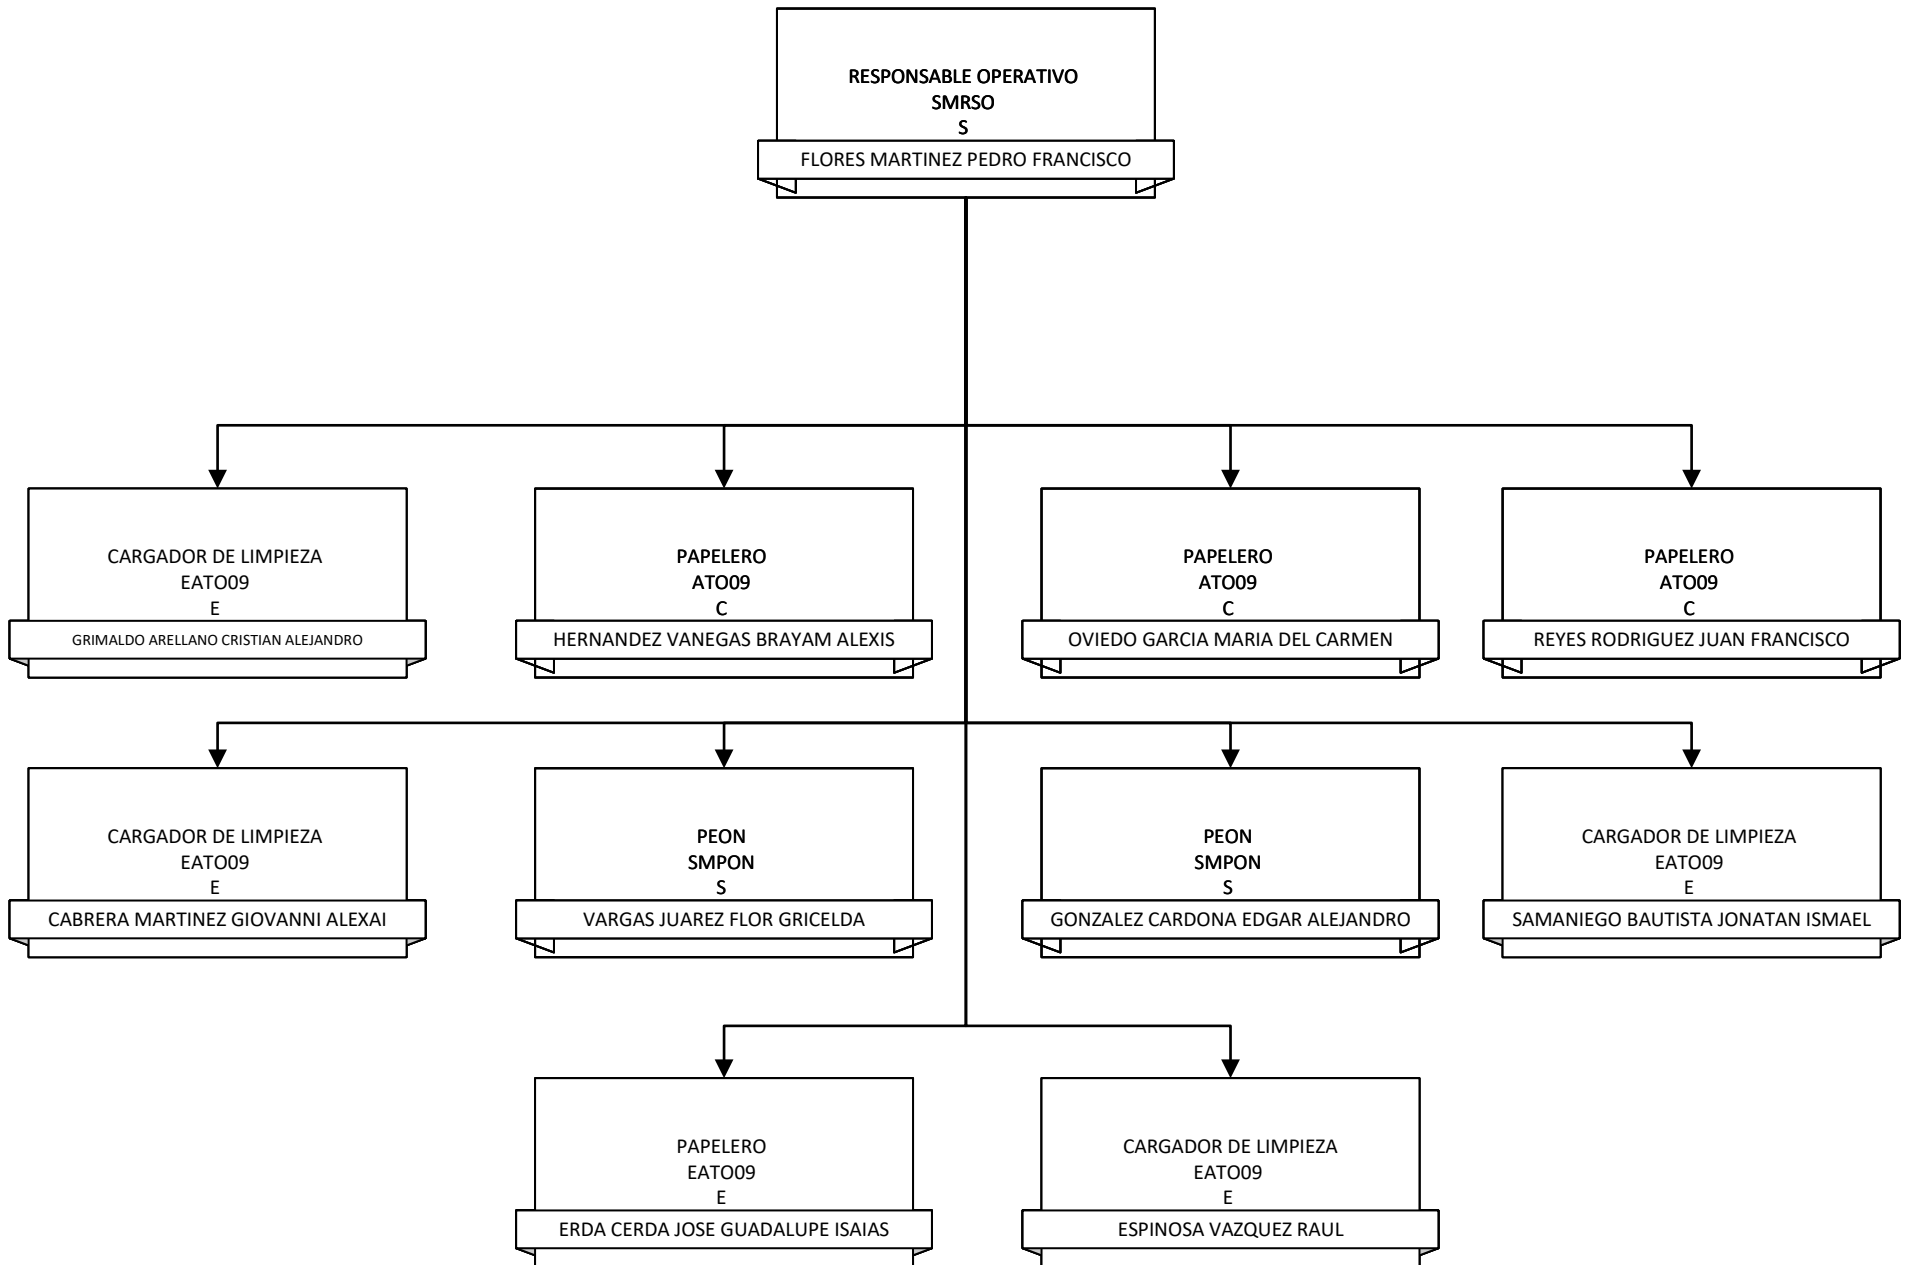 RESPONSABLE OPERATIVO
SMRSO
S
FLORES MARTINEZ PEDRO FRANCISCO
CARGADOR DE LIMPIEZA
EATO09
E
GRIMALDO ARELLANO CRISTIAN ALEJANDRO
PAPELERO
ATO09
C
HERNANDEZ VANEGAS BRAYAM ALEXIS
PAPELERO
ATO09
C
OVIEDO GARCIA MARIA DEL CARMEN
PAPELERO
ATO09
C
REYES RODRIGUEZ JUAN FRANCISCO
CARGADOR DE LIMPIEZA
EATO09
E
CABRERA MARTINEZ GIOVANNI ALEXAI
PEON
SMPON
S
VARGAS JUAREZ FLOR GRICELDA
PEON
SMPON
S
GONZALEZ CARDONA EDGAR ALEJANDRO
CARGADOR DE LIMPIEZA
EATO09
E
SAMANIEGO BAUTISTA JONATAN ISMAEL
PAPELERO
EATO09
E
ERDA CERDA JOSE GUADALUPE ISAIAS
CARGADOR DE LIMPIEZA
EATO09
E
ESPINOSA VAZQUEZ RAUL